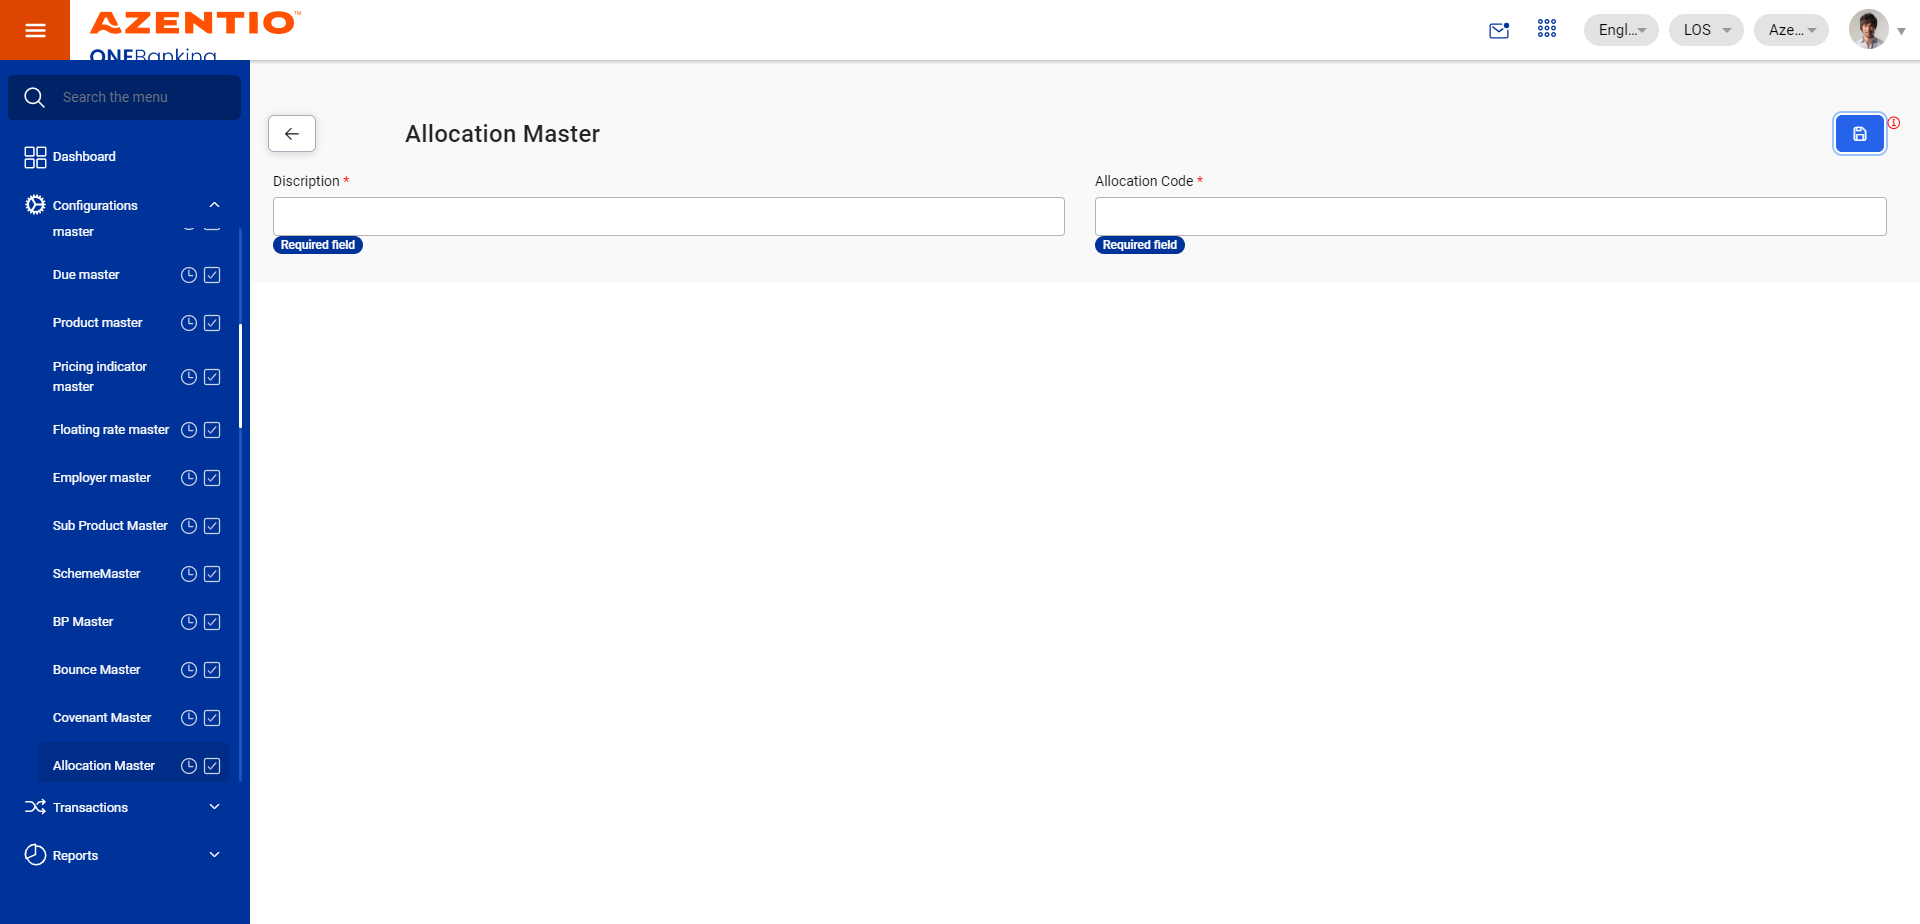 AZENTIO™
ONEBanking
Engl...
LOS
Aze...
Search the menu
Dashboard
Configurations
master
Due master
Product master
Pricing indicator
master
Floating rate master
Employer master
Sub Product Master
SchemeMaster
BP Master
Bounce Master
Covenant Master
Allocation Master
Transactions
Reports
Allocation Master
Discription *
Required field
Allocation Code *
Required field